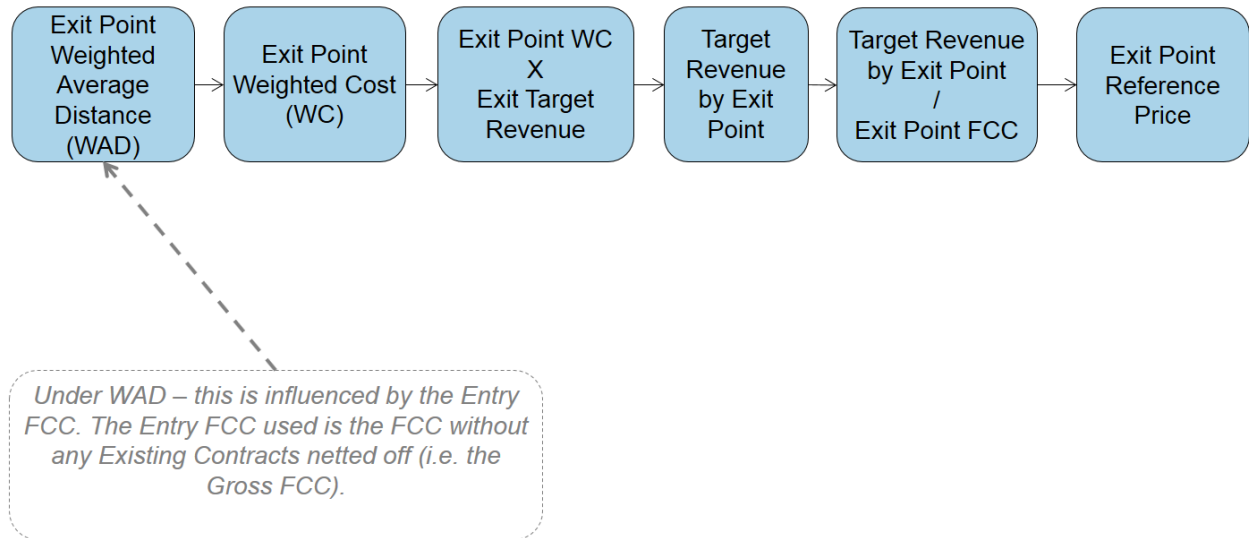 Exit Point
Weighted
Average
Distance
(WAD)
Exit Point
Weighted Cost
(WC)
Exit Point WC
X
Exit Target
Revenue
Target
Revenue
by Exit
Point
Target Revenue
by Exit Point
/
Exit Point FCC
Exit Point
Reference
Price
Under WAD – this is influenced by the Entry
FCC. The Entry FCC used is the FCC without
any Existing Contracts netted off (i.e. the
Gross FCC).